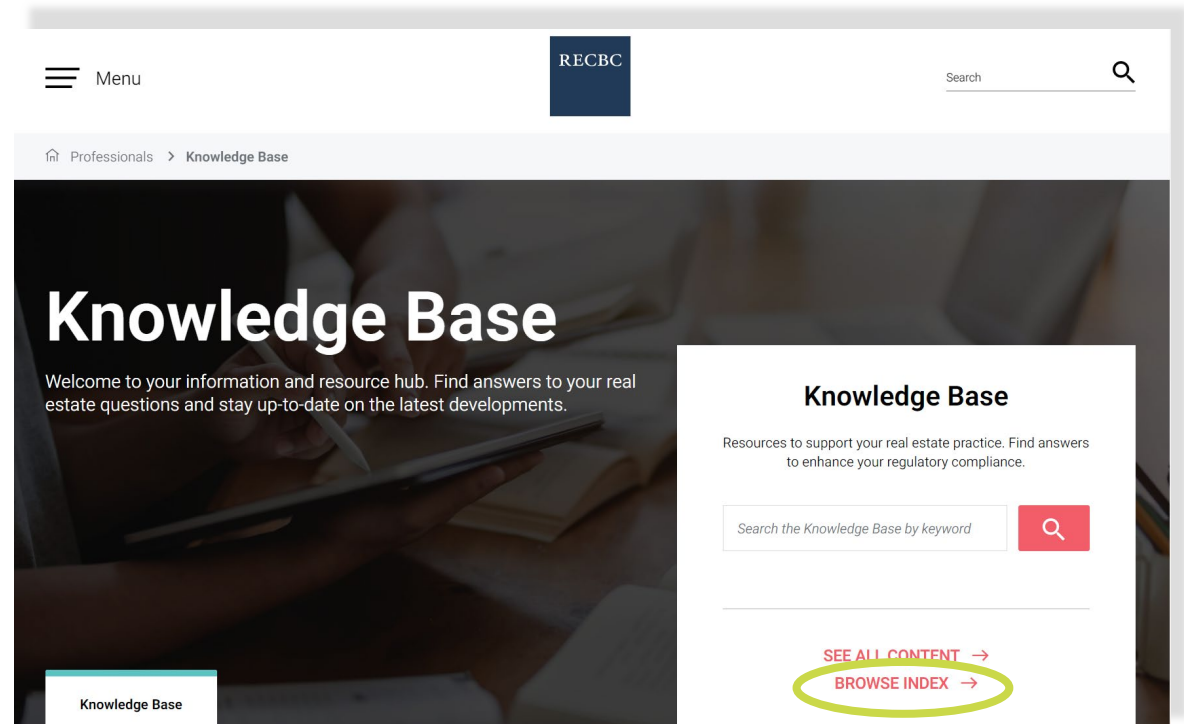 Menu
RECBC
Search
Professionals > Knowledge Base
Knowledge Base
Welcome to your information and resource hub. Find answers to your real
estate questions and stay up-to-date on the latest developments.
Knowledge Base
Resources to support your real estate practice. Find answers
to enhance your regulatory compliance.
Search the Knowledge Base by keyword
SEE ALL CONTENT →
BROWSE INDEX →
Knowledge Base